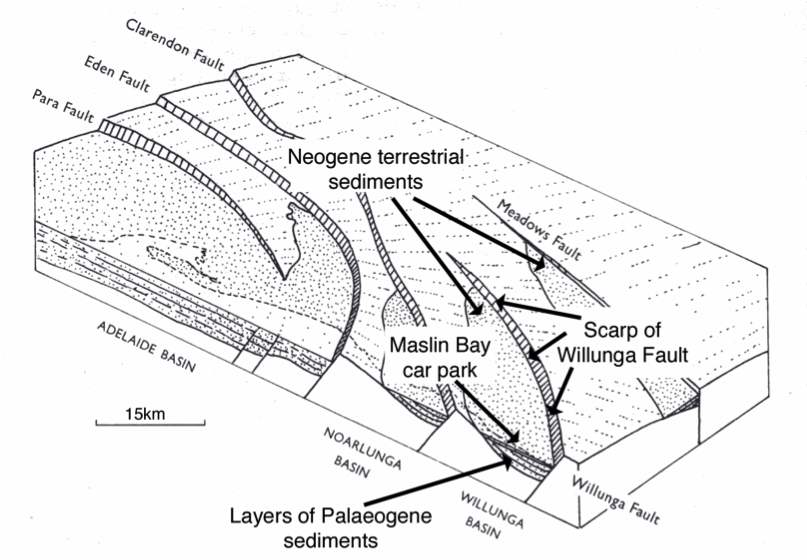 Clarendon Fault
Eden Fault
Para Fault
Neogene terrestrial
sediments
Meadows Fault
Scarp of
Willunga Fault
Maslin Bay
car park
ADELAIDE BASIN
15km
NOARLUNGA
BASIN
Layers of Palaeogene
sediments
WILLUNGA
BASIN
Willunga Fault